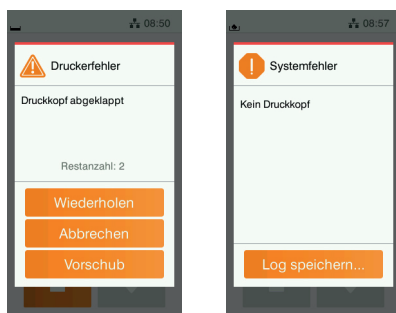 08:50
Druckerfehler
Druckkopf abgeklappt
Restanzahl: 2
Wiederholen
Abbrechen
Vorschub
08:57
Systemfehler
Kein Druckkopf
Log speichern...